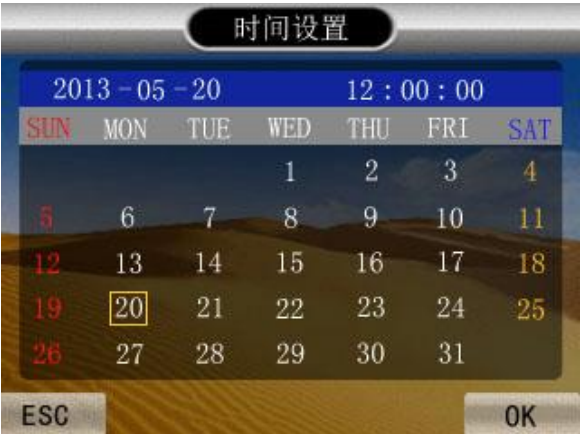 时间设置
2013-05-20 12:00:00
SUN MON TUE WED THU FRI SAT
1 2 3 4
5 6 7 8 9 10 11
12 13 14 15 16 17 18
19 20 21 22 23 24 25
26 27 28 29 30 31
ESC OK